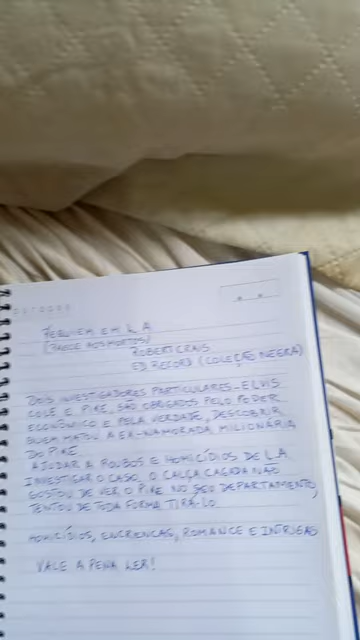 REQUIEM EM L.A
(PRECE AOS MORTOS)
ROBERT CRAIS
ED RECORD (COLEÇÃO NEGRA)
DOIS INVESTIGADORES PARTICULARES - ELVIS
COLE E PIKE, SÃO OBRIGADOS PELO PODER
ECONÔMICO E PELA VERDADE, DESCOBRIR
QUEM MATOU A EX-NAMORADA MILIONÁRIA
DO PIKE.
AJUDAR A ROUBOS E HOMICÍDIOS DE L.A.
INVESTIGAR O CASO. O CALÇA CAGADA NÃO
GOSTOU DE VER O PIKE NO SEU DEPARTAMENTO,
TENTOU DE TODA FORMA TIRÁ-LO.
HOMICÍDIOS, ENCRENCAS, ROMANCE E INTRIGAS
VALE A PENA LER!